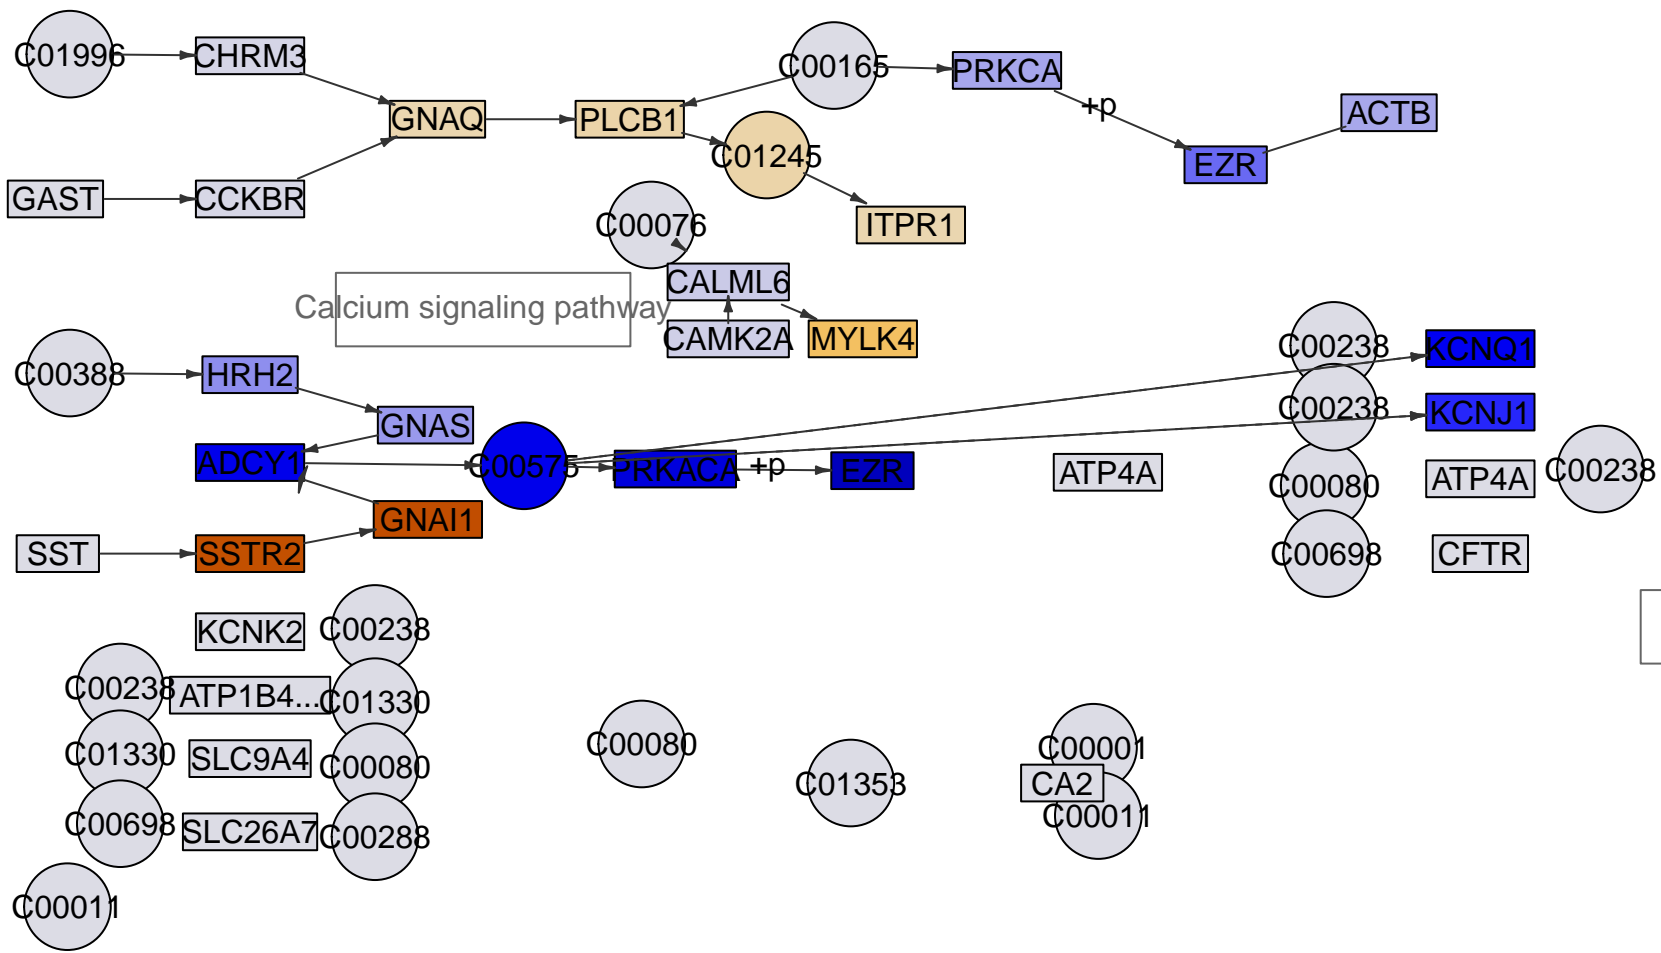 C01996
CHRM3
C00165
PRKCA
+p
ACTB
GNAQ
PLCB1
C01245
EZR
GAST
CCKBR
C00076
ITPR1
CALML6
Calcium signaling pathway
CAMK2A
MYLK4
C00238
KCNQ1
C00388
HRH2
C00238
KCNJ1
GNAS
ADCY1
C00575
PRKACA
+p
EZR
ATP4A
C00080
ATP4A
C00238
GNAI1
SST
SSTR2
C00698
CFTR
KCNK2
C00238
C00238
ATP1B4...
C01330
C01330
SLC9A4
C00080
C00080
C01353
C00001
CA2
C00011
C00698
SLC26A7
C00288
C00011